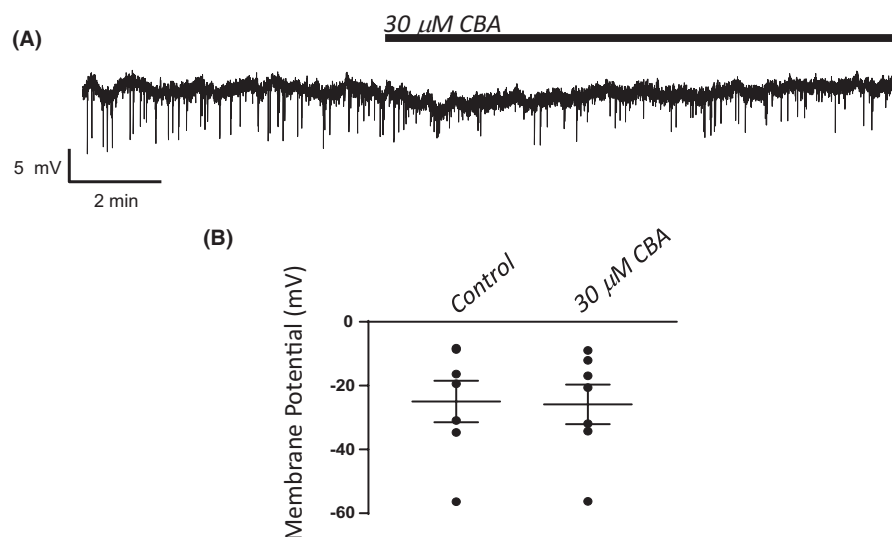 (A)
30 μM CBA
5 mV
2 min
(B)
Control
30 μM CBA
Membrane Potential (mV)
0
-20
-40
-60